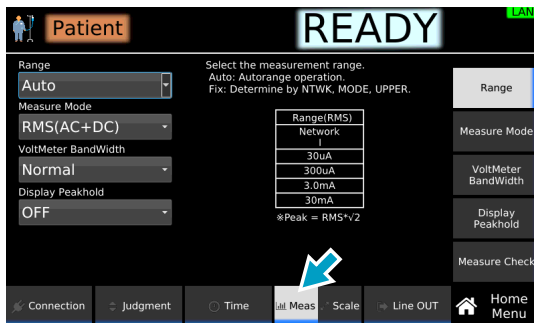 LAN
Patient
READY
Range
Auto
Measure Mode
RMS(AC+DC)
VoltMeter BandWidth
Normal
Display Peakhold
OFF
Select the measurement range.
Auto: Autorange operation.
Fix: Determine by NTWK, MODE, UPPER.
Range(RMS)
Network
I
30uA
300uA
3.0mA
30mA
※Peak = RMS*√2
Range
Measure Mode
VoltMeter
BandWidth
Display
Peakhold
Measure Check
Connection
Judgment
Time
Meas
Scale
Line OUT
Home
Menu